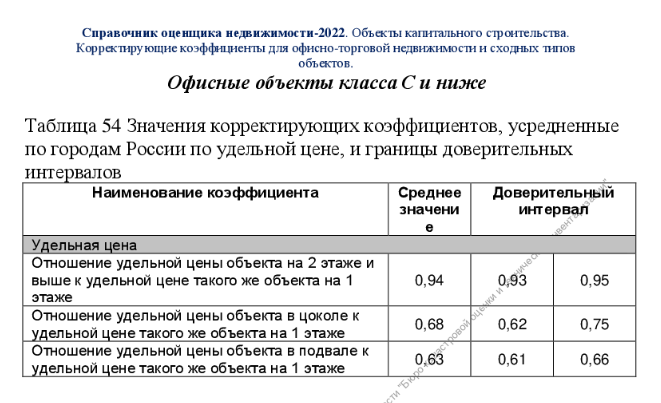 Справочник оценщика недвижимости-2022. Объекты капитального строительства.
Корректирующие коэффициенты для офисно-торговой недвижимости и сходных типов
объектов.
Офисные объекты класса С и ниже
Таблица 54 Значения корректирующих коэффициентов, усредненные
по городам России по удельной цене, и границы доверительных
интервалов
Наименование коэффициента
Среднее
значени
е
Доверительный
интервал
Удельная цена
Отношение удельной цены объекта на 2 этаже и
выше к удельной цене такого же объекта на 1
этаже
0,94
0,93
0,95
Отношение удельной цены объекта в цоколе к
удельной цене такого же объекта на 1 этаже
0,68
0,62
0,75
Отношение удельной цены объекта в подвале к
удельной цене такого же объекта на 1 этаже
0,63
0,61
0,66